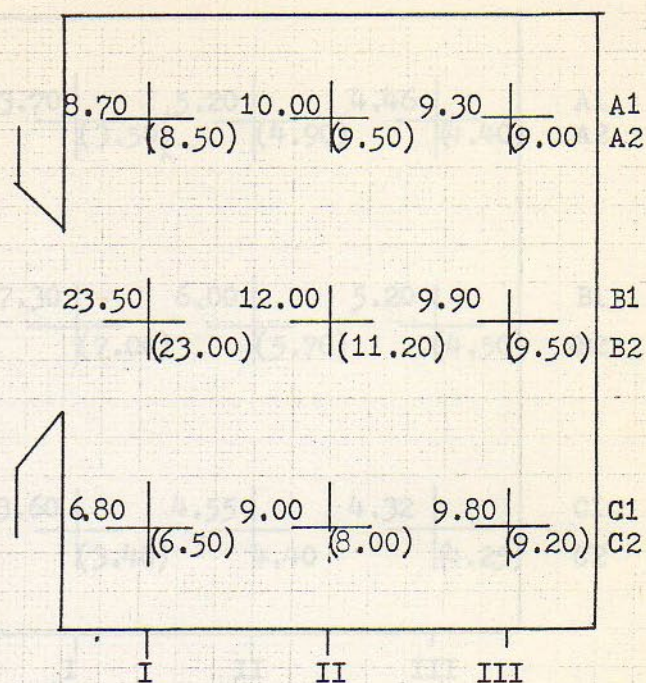 8.70 10.00 9.30 A1
(8.50) (9.50) (9.00 A2
23.50 12.00 9.90 B1
(23.00) (11.20) (9.50) B2
6.80 9.00 9.80 C1
(6.50) (8.00) (9.20) C2
I II III